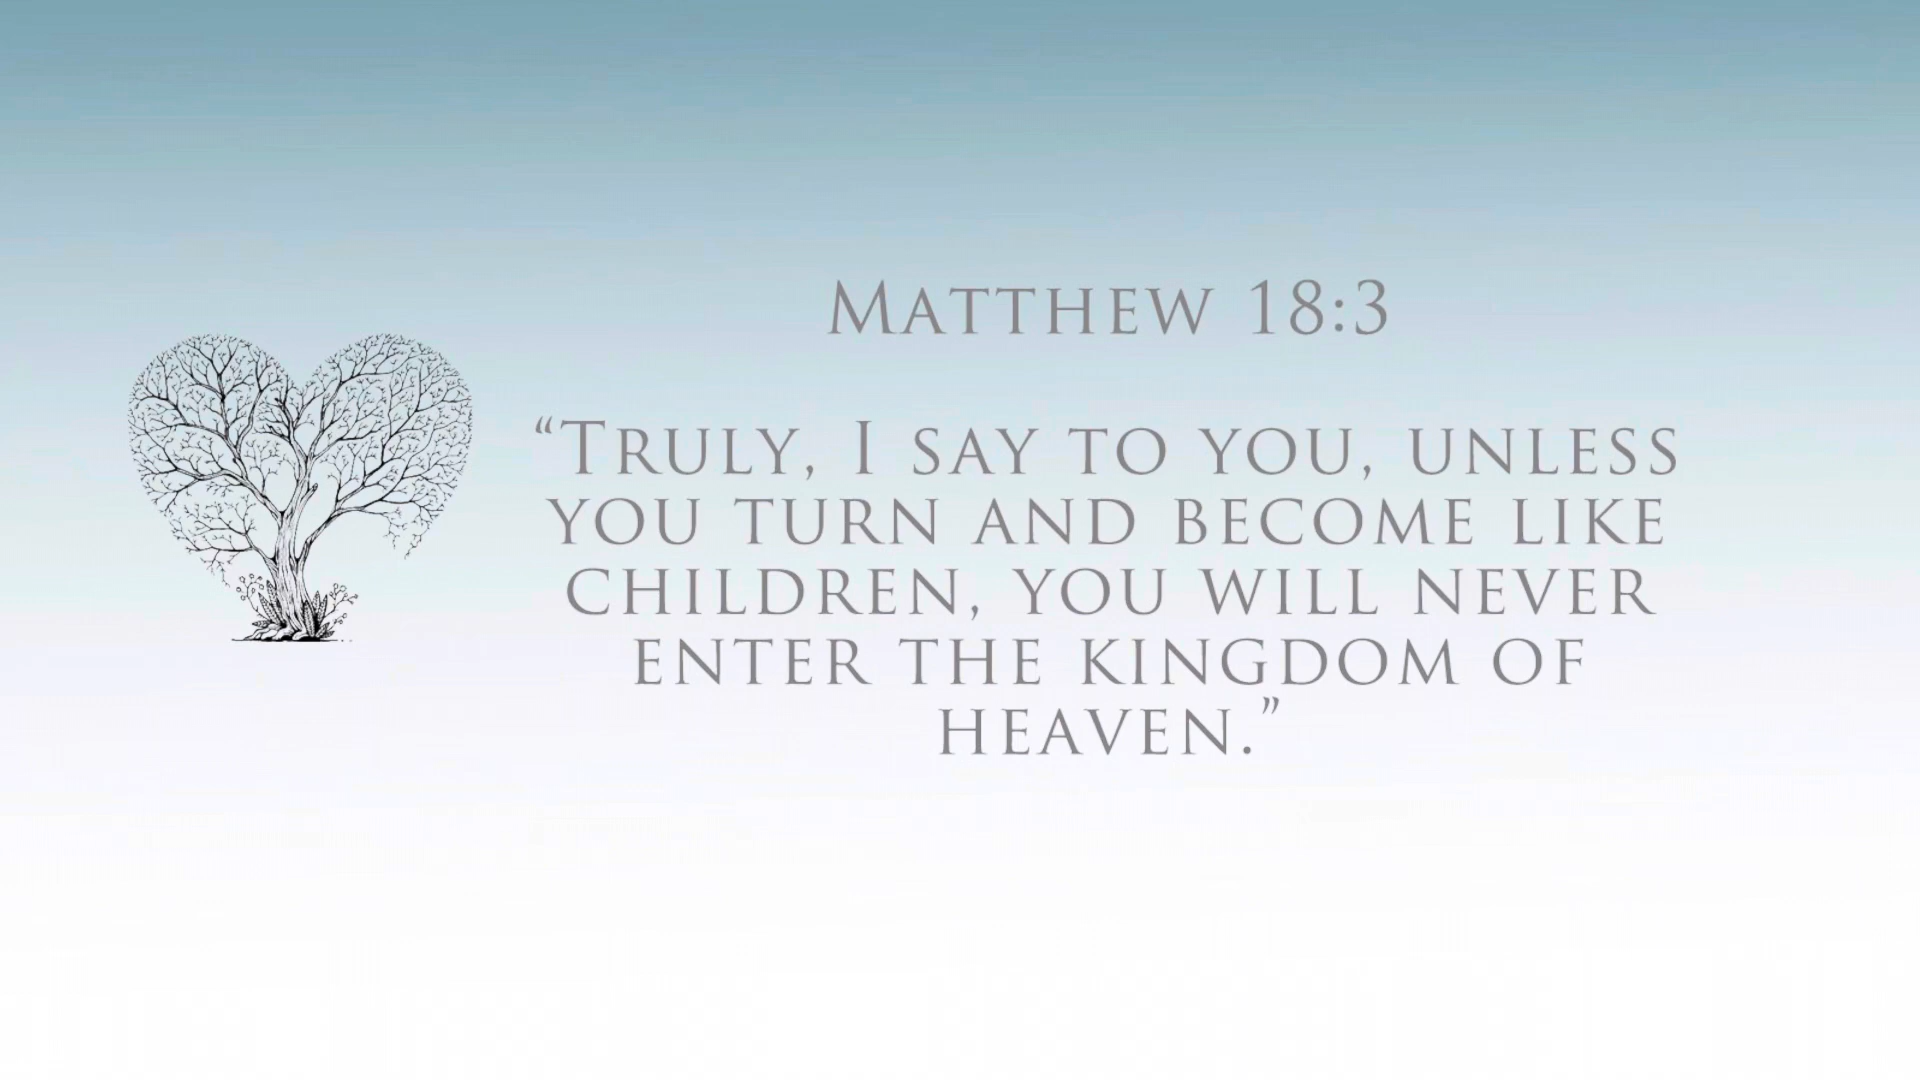 Matthew 18:3
“Truly, I say to you, unless
you turn and become like
children, you will never
enter the kingdom of
heaven.”